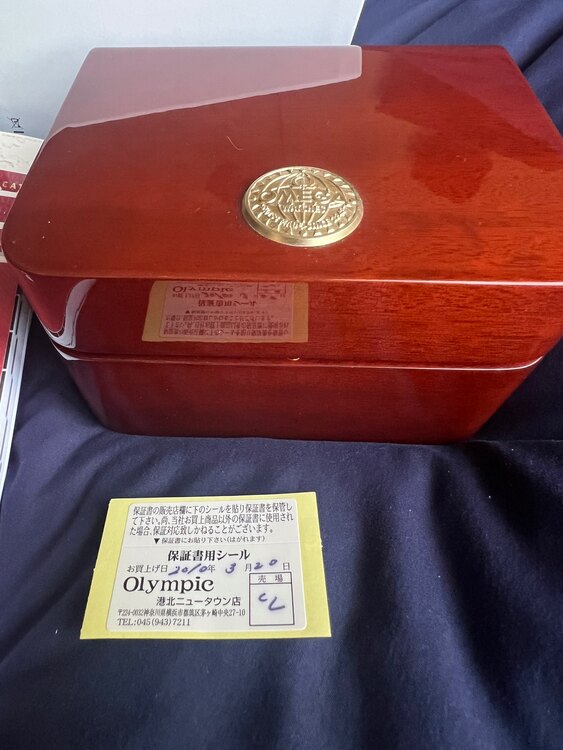 CA
保証書の販売店欄に下のシールを貼り保証書を保管し
て下さい。尚、当社お買上商品以外の保証書に使用され
た場合、保証対応致しかねることがございます。
▼保証書にお貼り下さい(はがれます)
保証書用シール
お買上げ日 2010年 3月 20日
Olympic
売場
CL
港北ニュータウン店
〒224-0032神奈川県横浜市都筑区茅ヶ崎中央27-10
TEL:045(943)7211